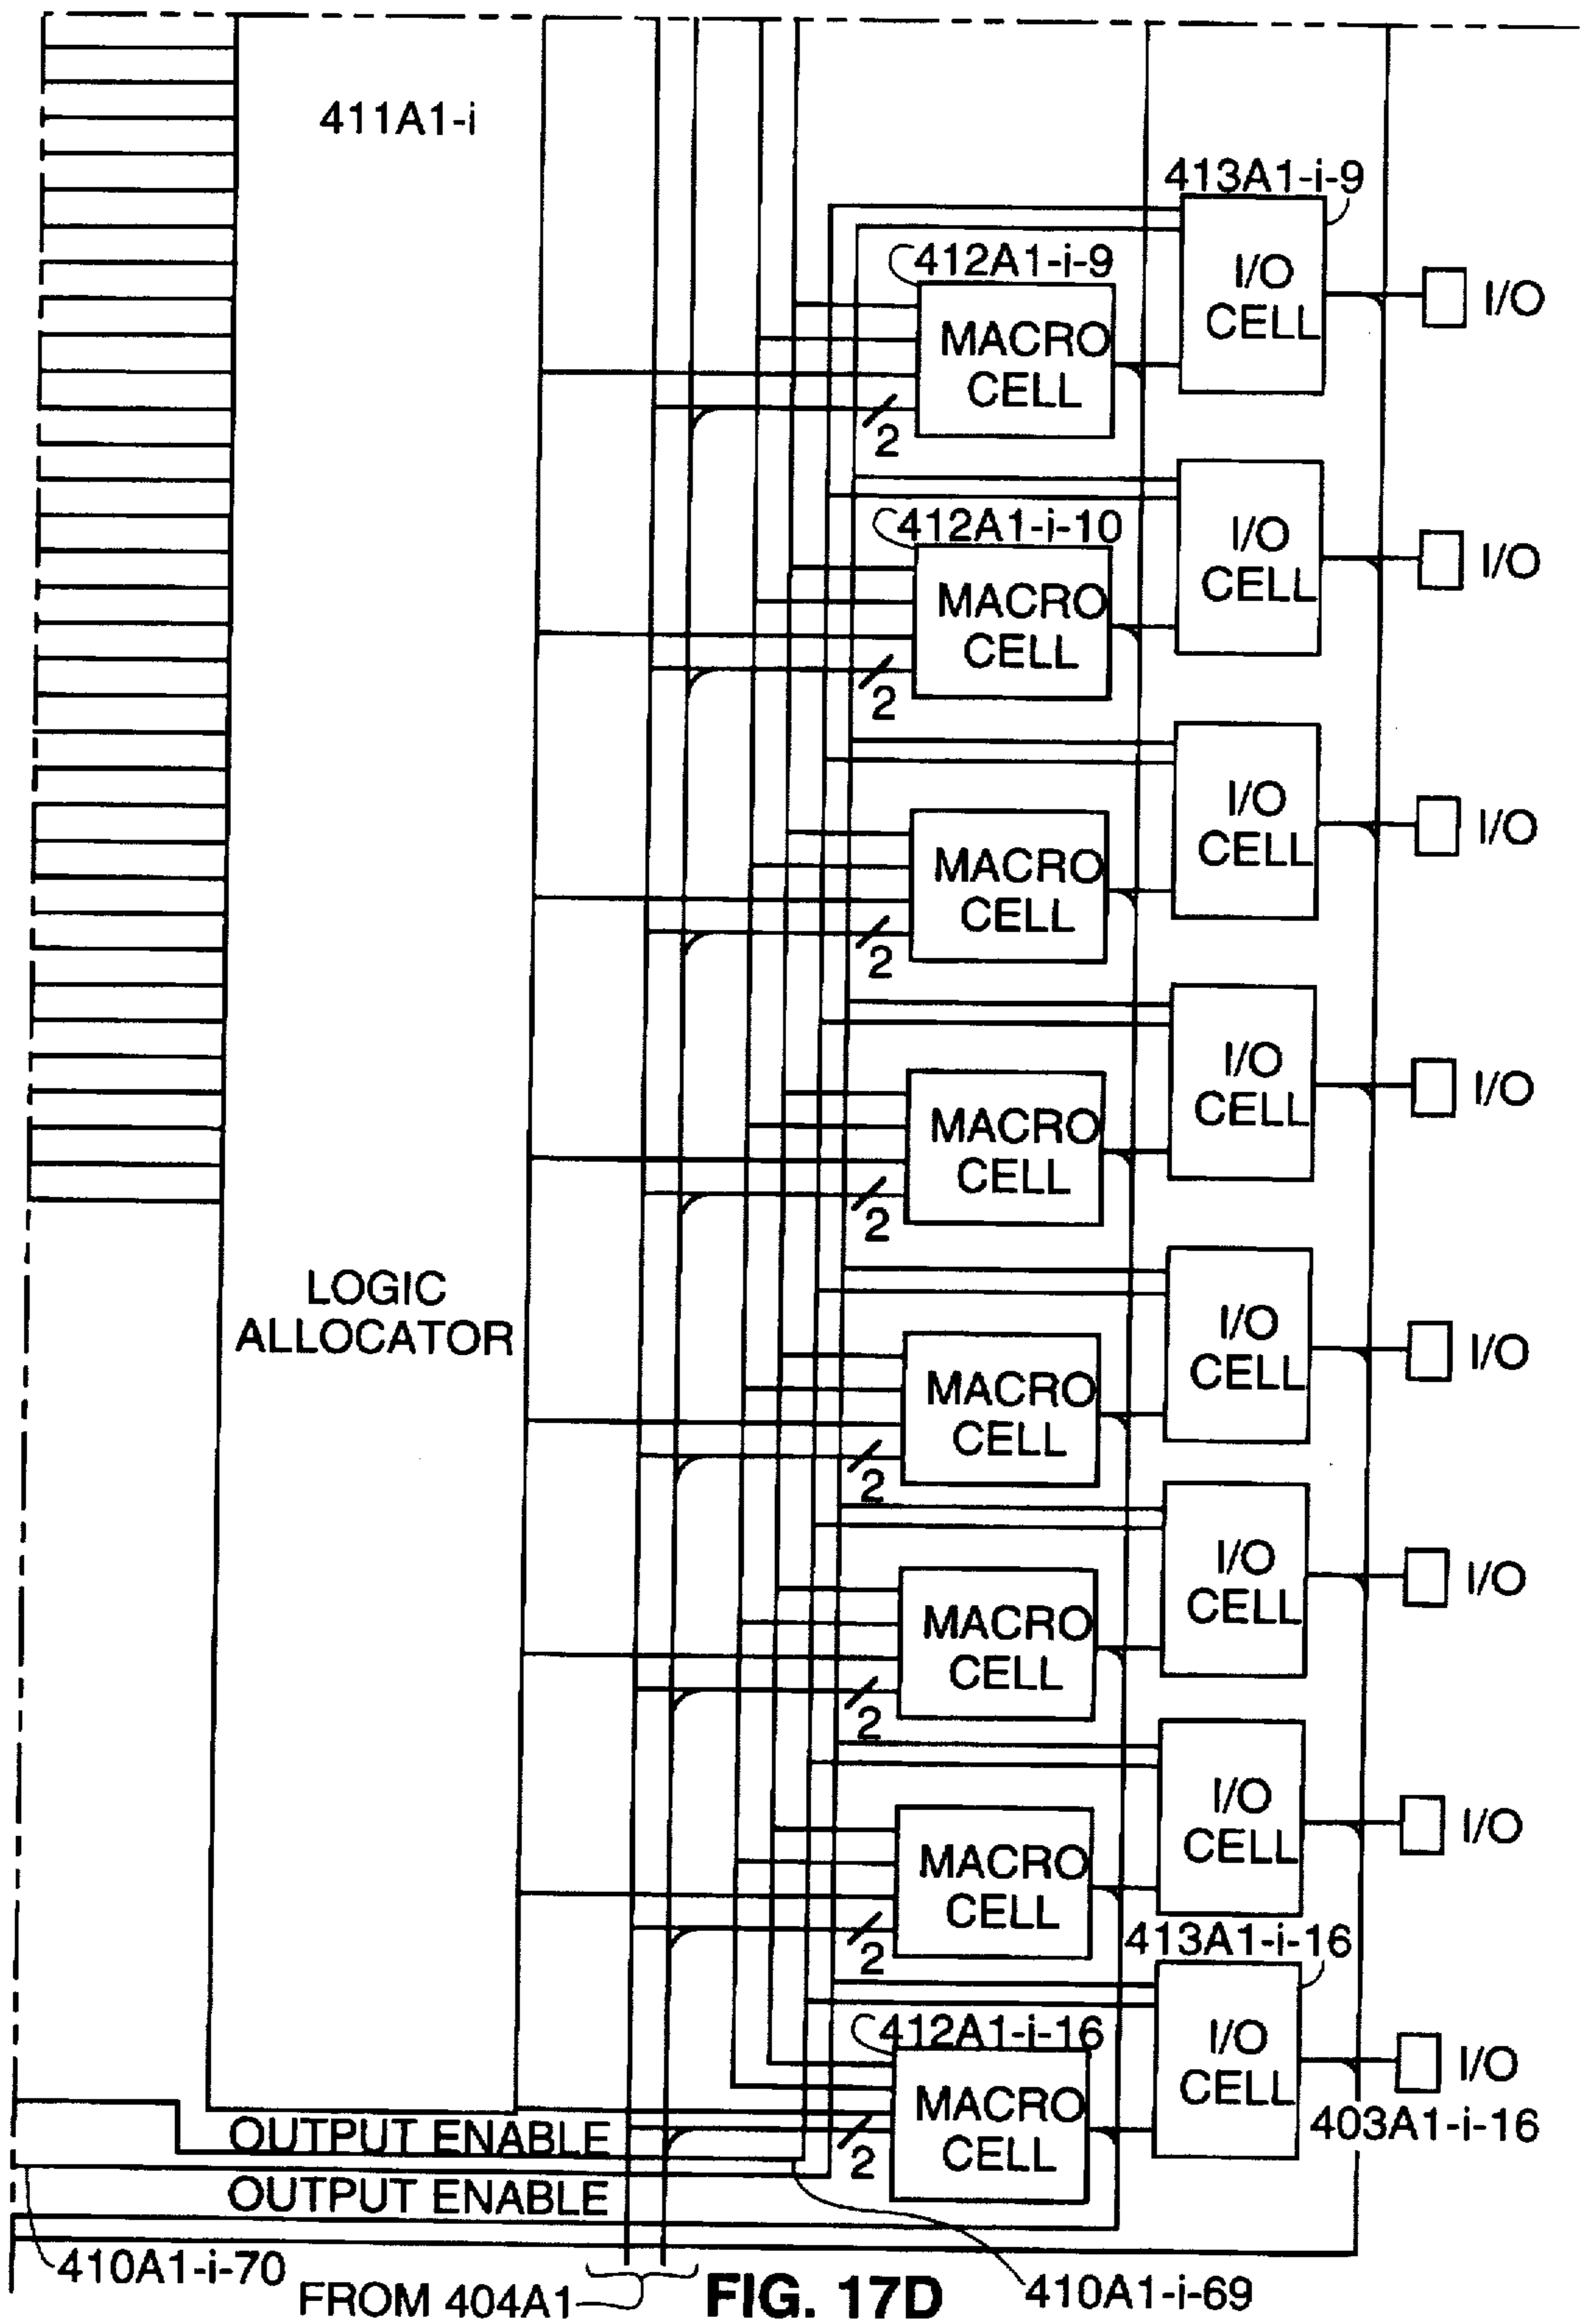 411A1-i
413A1-i-9
I/O
CELL
I/O
412A1-i-9
MACRO
CELL
2
I/O
CELL
I/O
412A1-i-10
MACRO
CELL
2
I/O
CELL
I/O
MACRO
CELL
2
I/O
CELL
I/O
MACRO
CELL
2
LOGIC
ALLOCATOR
I/O
CELL
I/O
MACRO
CELL
2
I/O
CELL
I/O
MACRO
CELL
2
I/O
CELL
I/O
MACRO
CELL
2
413A1-i-16
I/O
CELL
I/O
412A1-i-16
MACRO
CELL
2
403A1-i-16
OUTPUT ENABLE
OUTPUT ENABLE
410A1-i-70
FROM 404A1
FIG. 17D
410A1-i-69